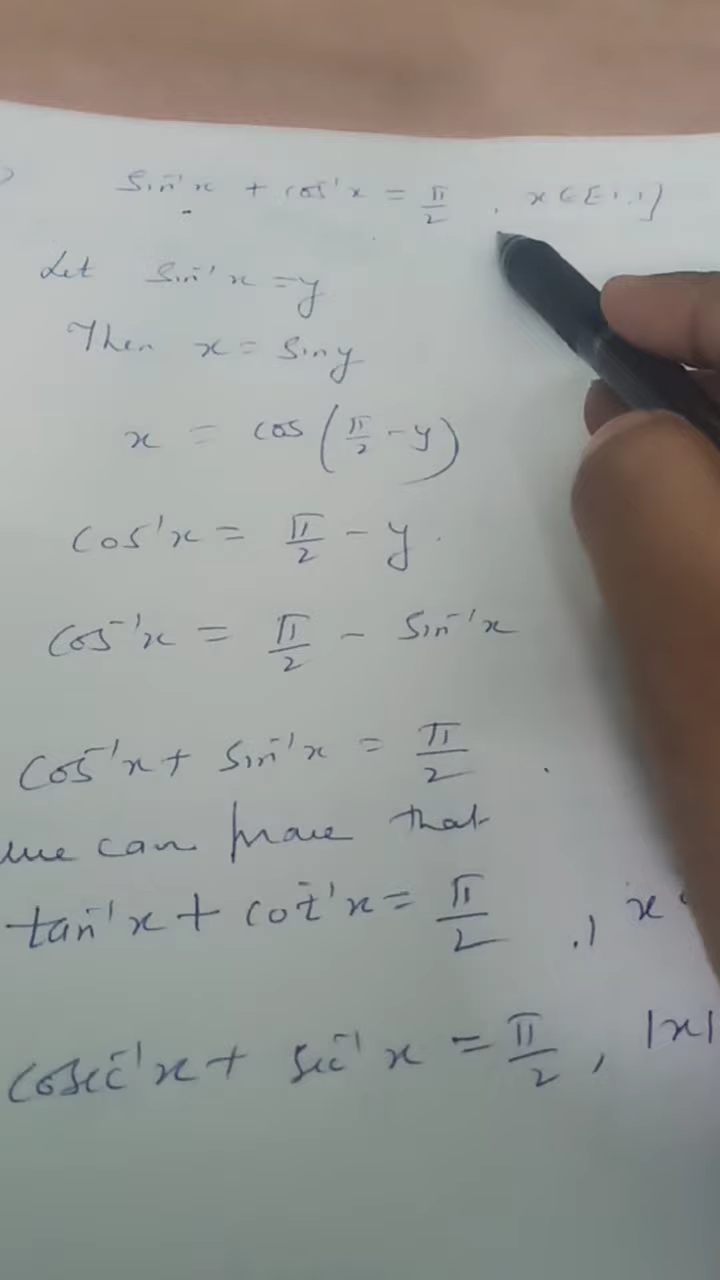 sin⁻¹x + cos⁻¹x = π/2 , x ∈ [-1,1]
Let sin⁻¹x = y
Then x = sin y
x = cos (π/2 - y)
cos⁻¹x = π/2 - y.
cos⁻¹x = π/2 - sin⁻¹x
cos⁻¹x + sin⁻¹x = π/2 .
we can prove that
tan⁻¹x + cot⁻¹x = π/2 , x
cosec⁻¹x + sec⁻¹x = π/2 , |x|